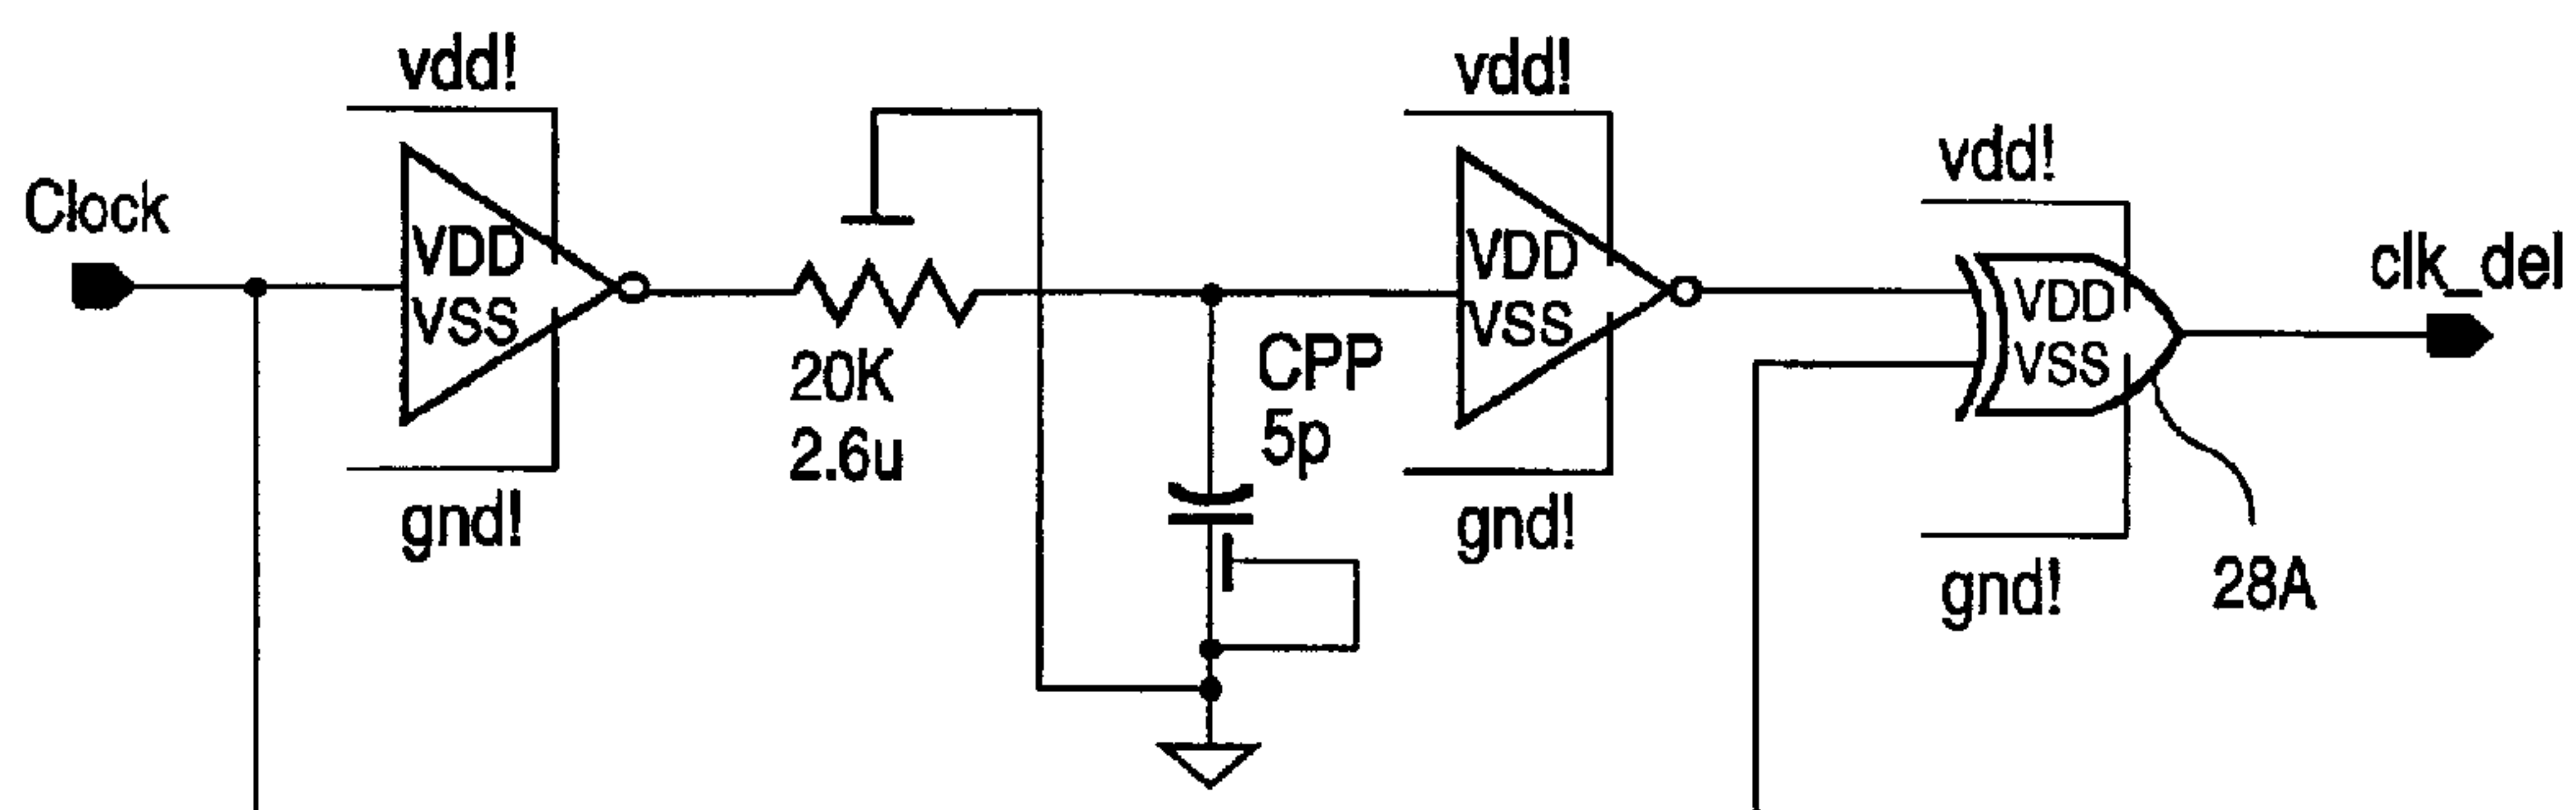 Clock
vdd!
VDD
VSS
gnd!
20K
2.6u
CPP
5p
vdd!
VDD
VSS
gnd!
vdd!
VDD
VSS
gnd!
28A
clk_del